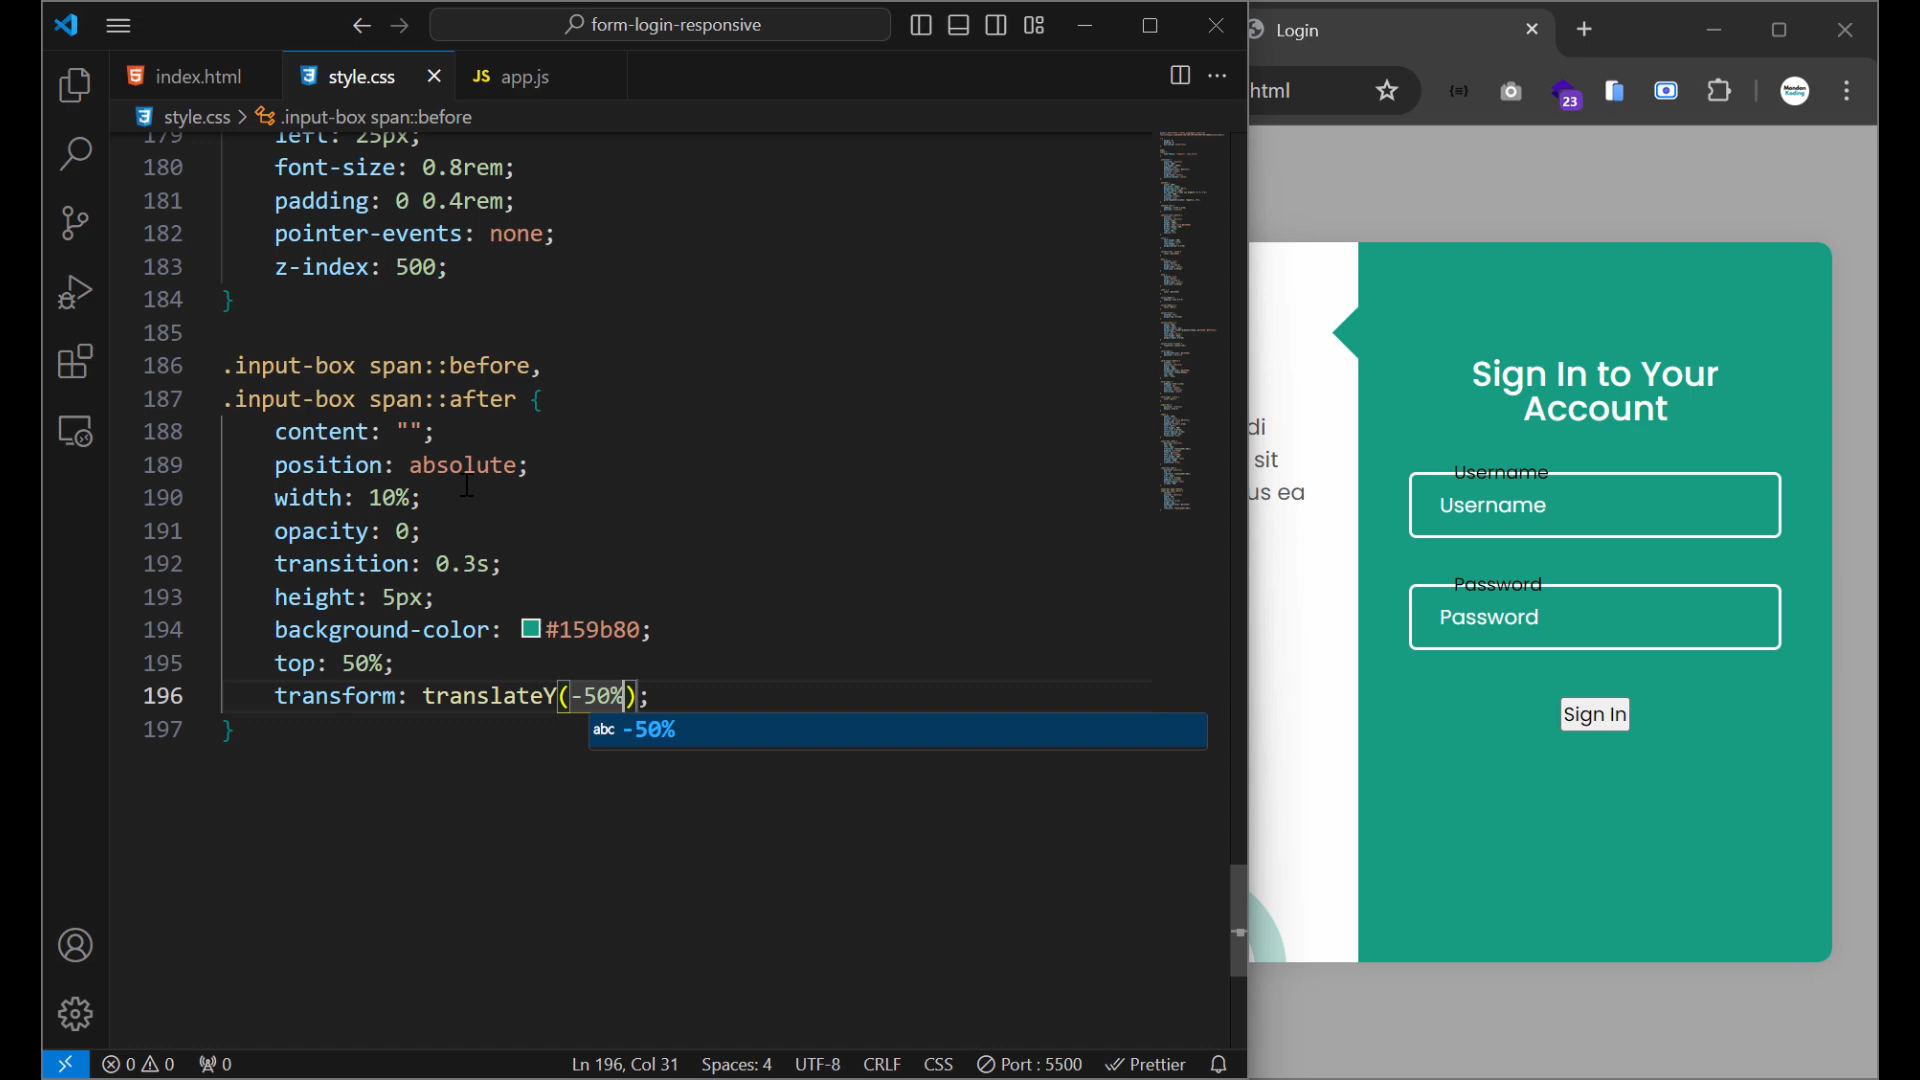 form-login-responsive
index.html
style.css
JS app.js
style.css > .input-box span::before
179 left: 25px;
180 font-size: 0.8rem;
181 padding: 0 0.4rem;
182 pointer-events: none;
183 z-index: 500;
184 }
185
186 .input-box span::before,
187 .input-box span::after {
188 content: "";
189 position: absolute;
190 width: 10%;
191 opacity: 0;
192 transition: 0.3s;
193 height: 5px;
194 background-color: #159b80;
195 top: 50%;
196 transform: translateY(-50%);
197 }
abc -50%
0 0 0
Ln 196, Col 31
Spaces: 4
UTF-8
CRLF
CSS
Port : 5500
Prettier
Login
html
23
di
sit
us ea
Sign In to Your
Account
Username
Username
Password
Password
Sign In